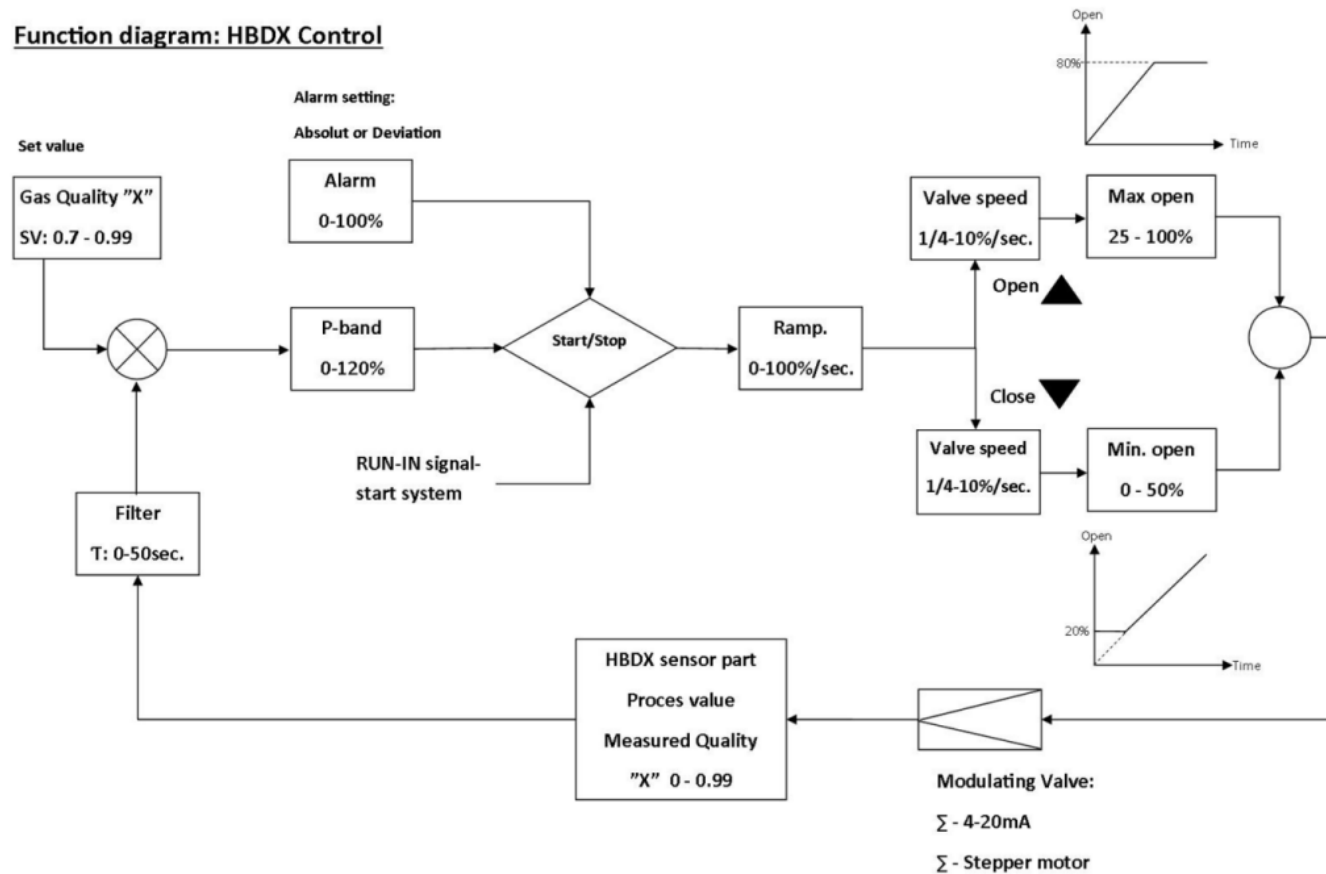 Function diagram: HBDX Control
Open
80%
Time
Alarm setting:
Absolut or Deviation
Set value
Gas Quality ”X”
SV: 0.7 - 0.99
Alarm
0-100%
Valve speed
1/4-10%/sec.
Max open
25 - 100%
Open
P-band
0-120%
Start/Stop
Ramp.
0-100%/sec.
Close
Valve speed
1/4-10%/sec.
Min. open
0 - 50%
RUN-IN signal-
start system
Filter
T: 0-50sec.
Open
20%
Time
HBDX sensor part
Proces value
Measured Quality
”X” 0 - 0.99
Modulating Valve:
∑ - 4-20mA
∑ - Stepper motor